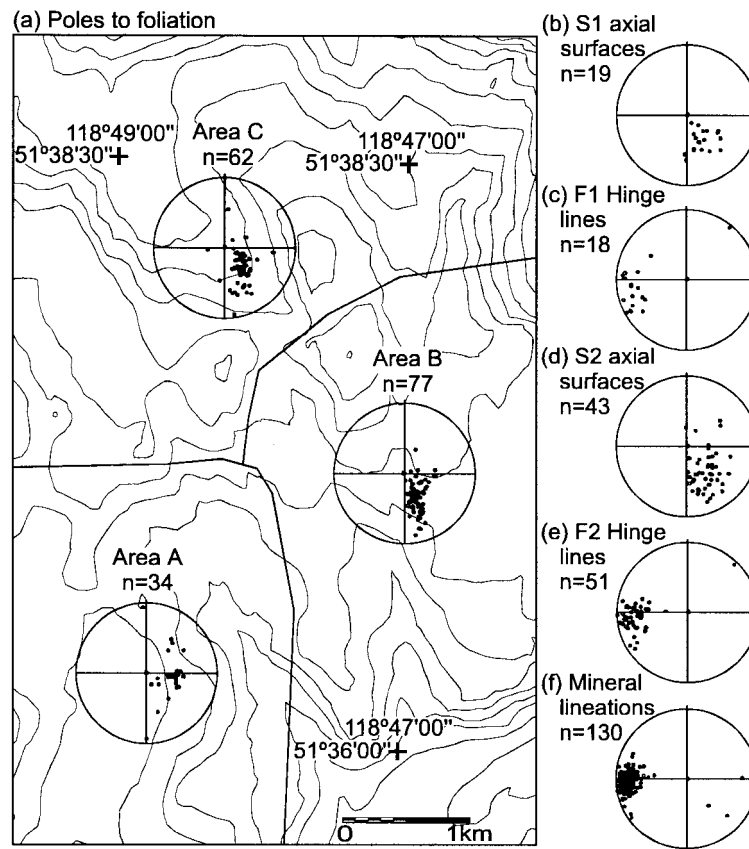 (a) Poles to foliation
118º49'00"
51º38'30"
Area C
n=62
118º47'00"
51º38'30"
Area B
n=77
Area A
n=34
118º47'00"
51º36'00"
0 1km
(b) S1 axial
surfaces
n=19
(c) F1 Hinge
lines
n=18
(d) S2 axial
surfaces
n=43
(e) F2 Hinge
lines
n=51
(f) Mineral
lineations
n=130